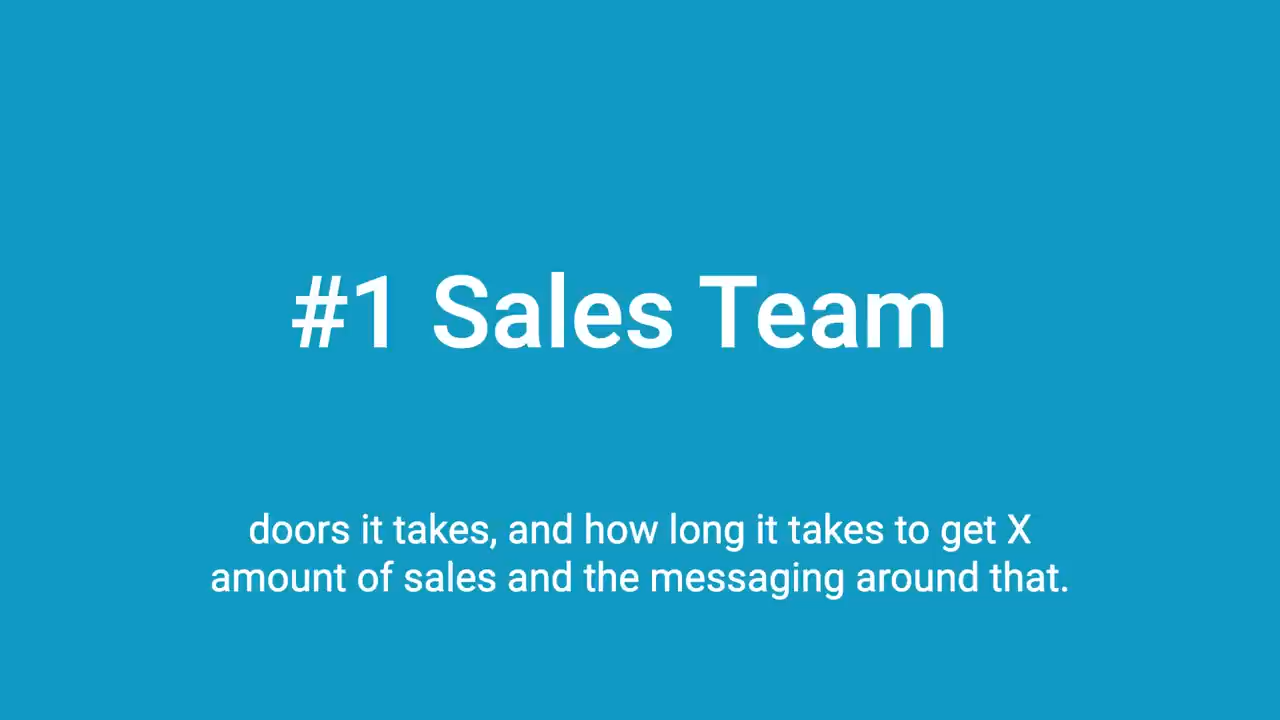 #1 Sales Team
doors it takes, and how long it takes to get X
amount of sales and the messaging around that.